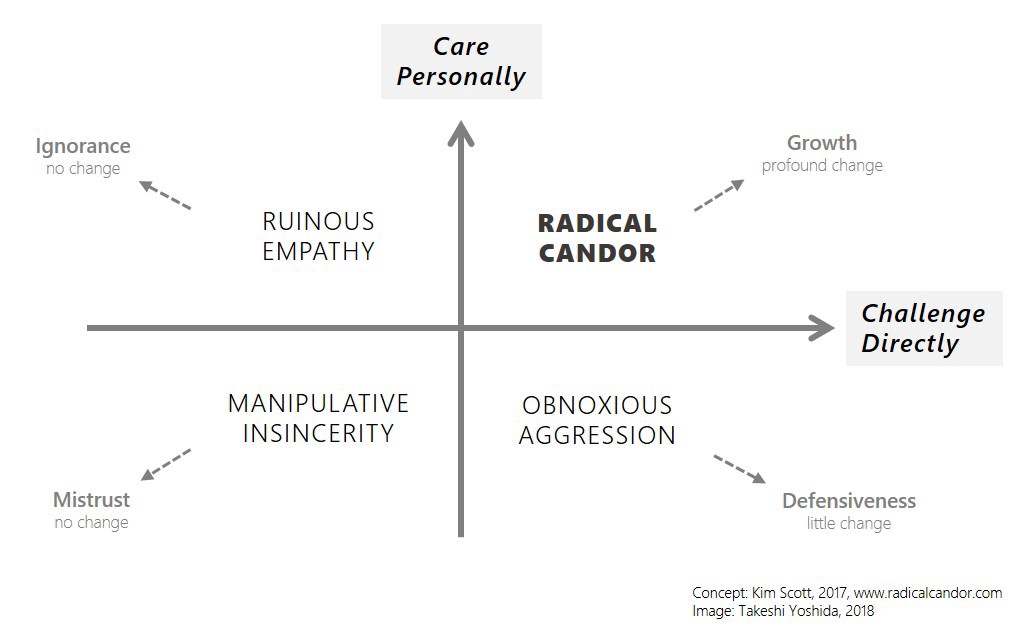 Care
Personally
Ignorance
no change
Growth
profound change
RUINOUS
EMPATHY
RADICAL
CANDOR
Challenge
Directly
MANIPULATIVE
INSINCERITY
OBNOXIOUS
AGGRESSION
Mistrust
no change
Defensiveness
little change
Concept: Kim Scott, 2017, www.radicalcandor.com
Image: Takeshi Yoshida, 2018